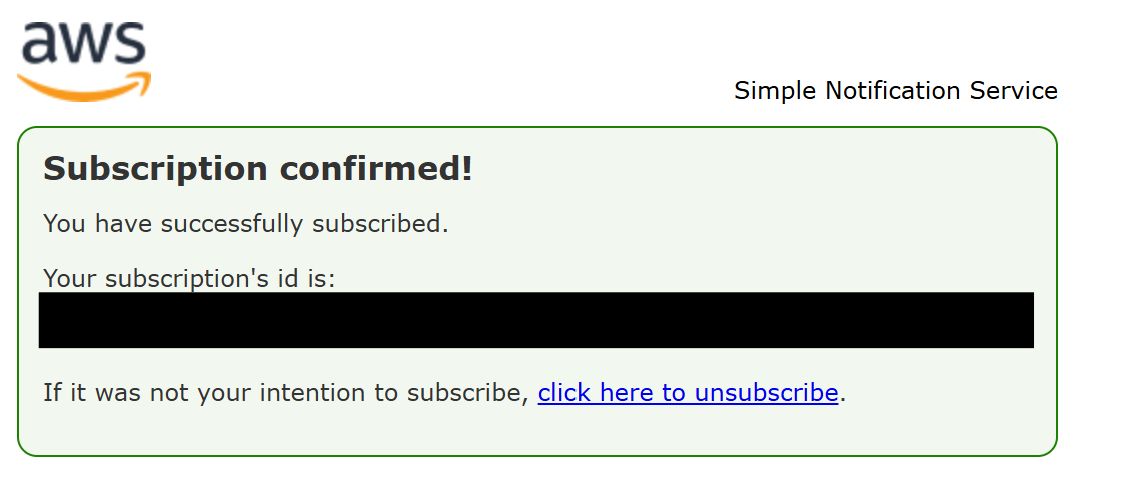 aws
Simple Notification Service
Subscription confirmed!
You have successfully subscribed.
Your subscription's id is:
If it was not your intention to subscribe, click here to unsubscribe.